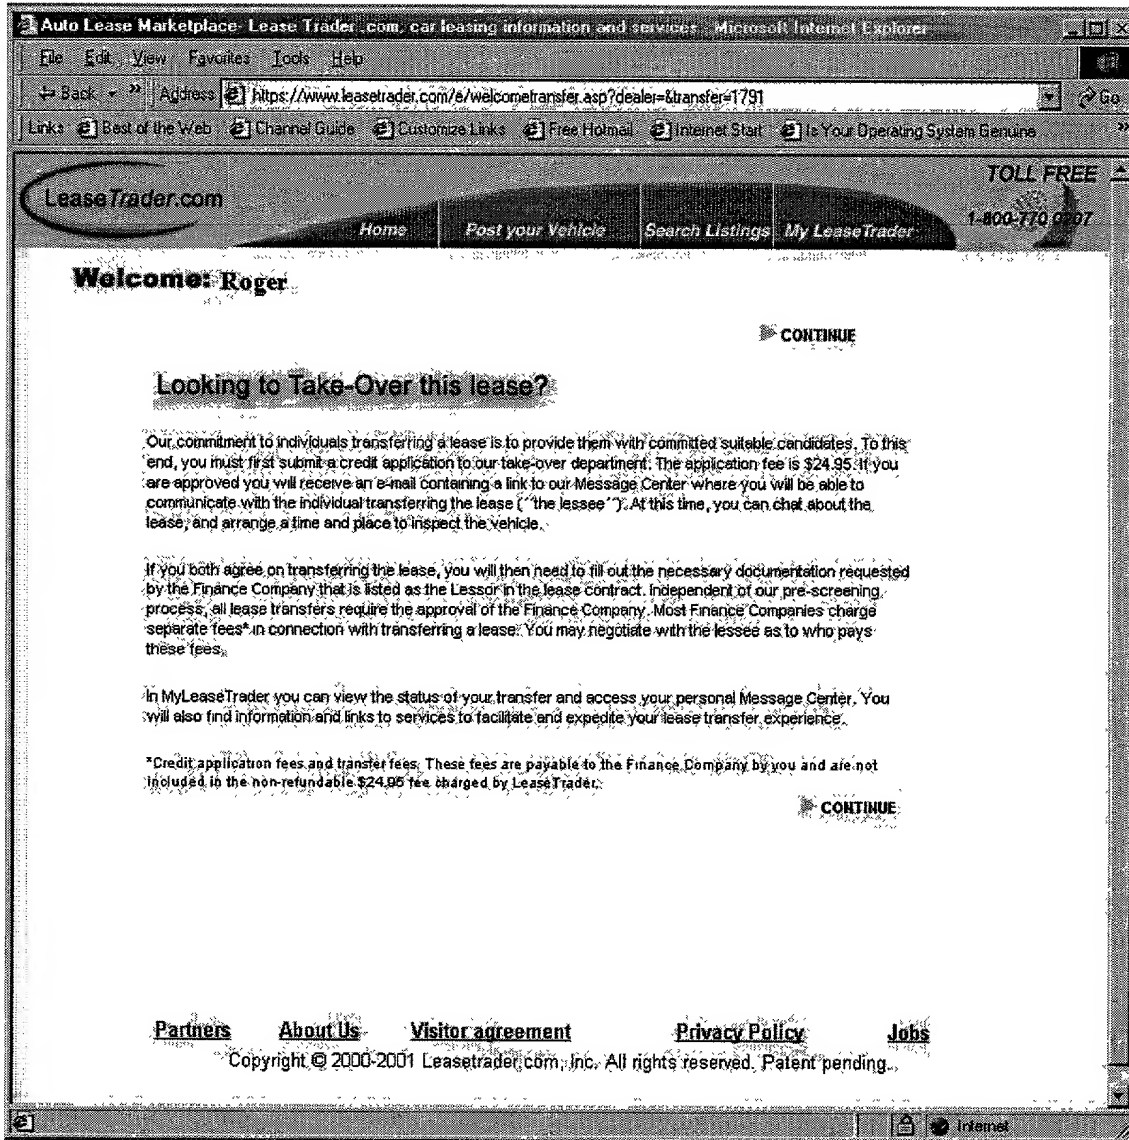 Auto Lease Marketplace- Lease Trader .com, car leasing information and services - Microsoft Internet Explorer
File Edit View Favorites Tools Help
Back » Address https://www.leasetrader.com/e/welcometransfer.asp?dealer=&transfer=1791 Go
Links Best of the Web Channel Guide Customize Links Free Hotmail Internet Start Is Your Operating System Genuine »
TOLL FREE
LeaseTrader.com
1-800-770 0207
Home Post your Vehicle Search Listings My LeaseTrader
Welcome: Roger
CONTINUE
Looking to Take-Over this lease?
Our commitment to individuals transferring a lease is to provide them with committed suitable candidates. To this
end, you must first submit a credit application to our take-over department. The application fee is $24.95. If you
are approved you will receive an e-mail containing a link to our Message Center where you will be able to
communicate with the individual transferring the lease (´´the lessee´´). At this time, you can chat about the
lease, and arrange a time and place to inspect the vehicle.
If you both agree on transferring the lease, you will then need to fill out the necessary documentation requested
by the Finance Company that is listed as the Lessor in the lease contract. Independent of our pre-screening
process, all lease transfers require the approval of the Finance Company. Most Finance Companies charge
separate fees* in connection with transferring a lease. You may negotiate with the lessee as to who pays
these fees.
In MyLeaseTrader you can view the status of your transfer and access your personal Message Center. You
will also find information and links to services to facilitate and expedite your lease transfer experience.
*Credit application fees and transfer fees. These fees are payable to the Finance Company by you and are not
included in the non-refundable $24.95 fee charged by LeaseTrader.
CONTINUE
Partners About Us Visitor agreement Privacy Policy Jobs
Copyright © 2000-2001 Leasetrader.com, Inc. All rights reserved. Patent pending.
Internet